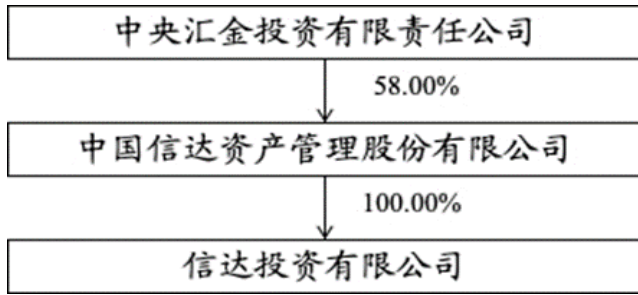 中央汇金投资有限责任公司
58.00%
中国信达资产管理股份有限公司
100.00%
信达投资有限公司